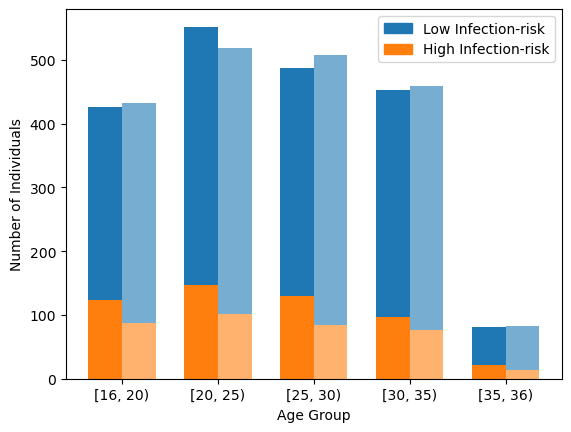 Low Infection-risk
High Infection-risk
500
400
300
200
100
0
Number of Individuals
[16, 20)
[20, 25)
[25, 30)
[30, 35)
[35, 36)
Age Group